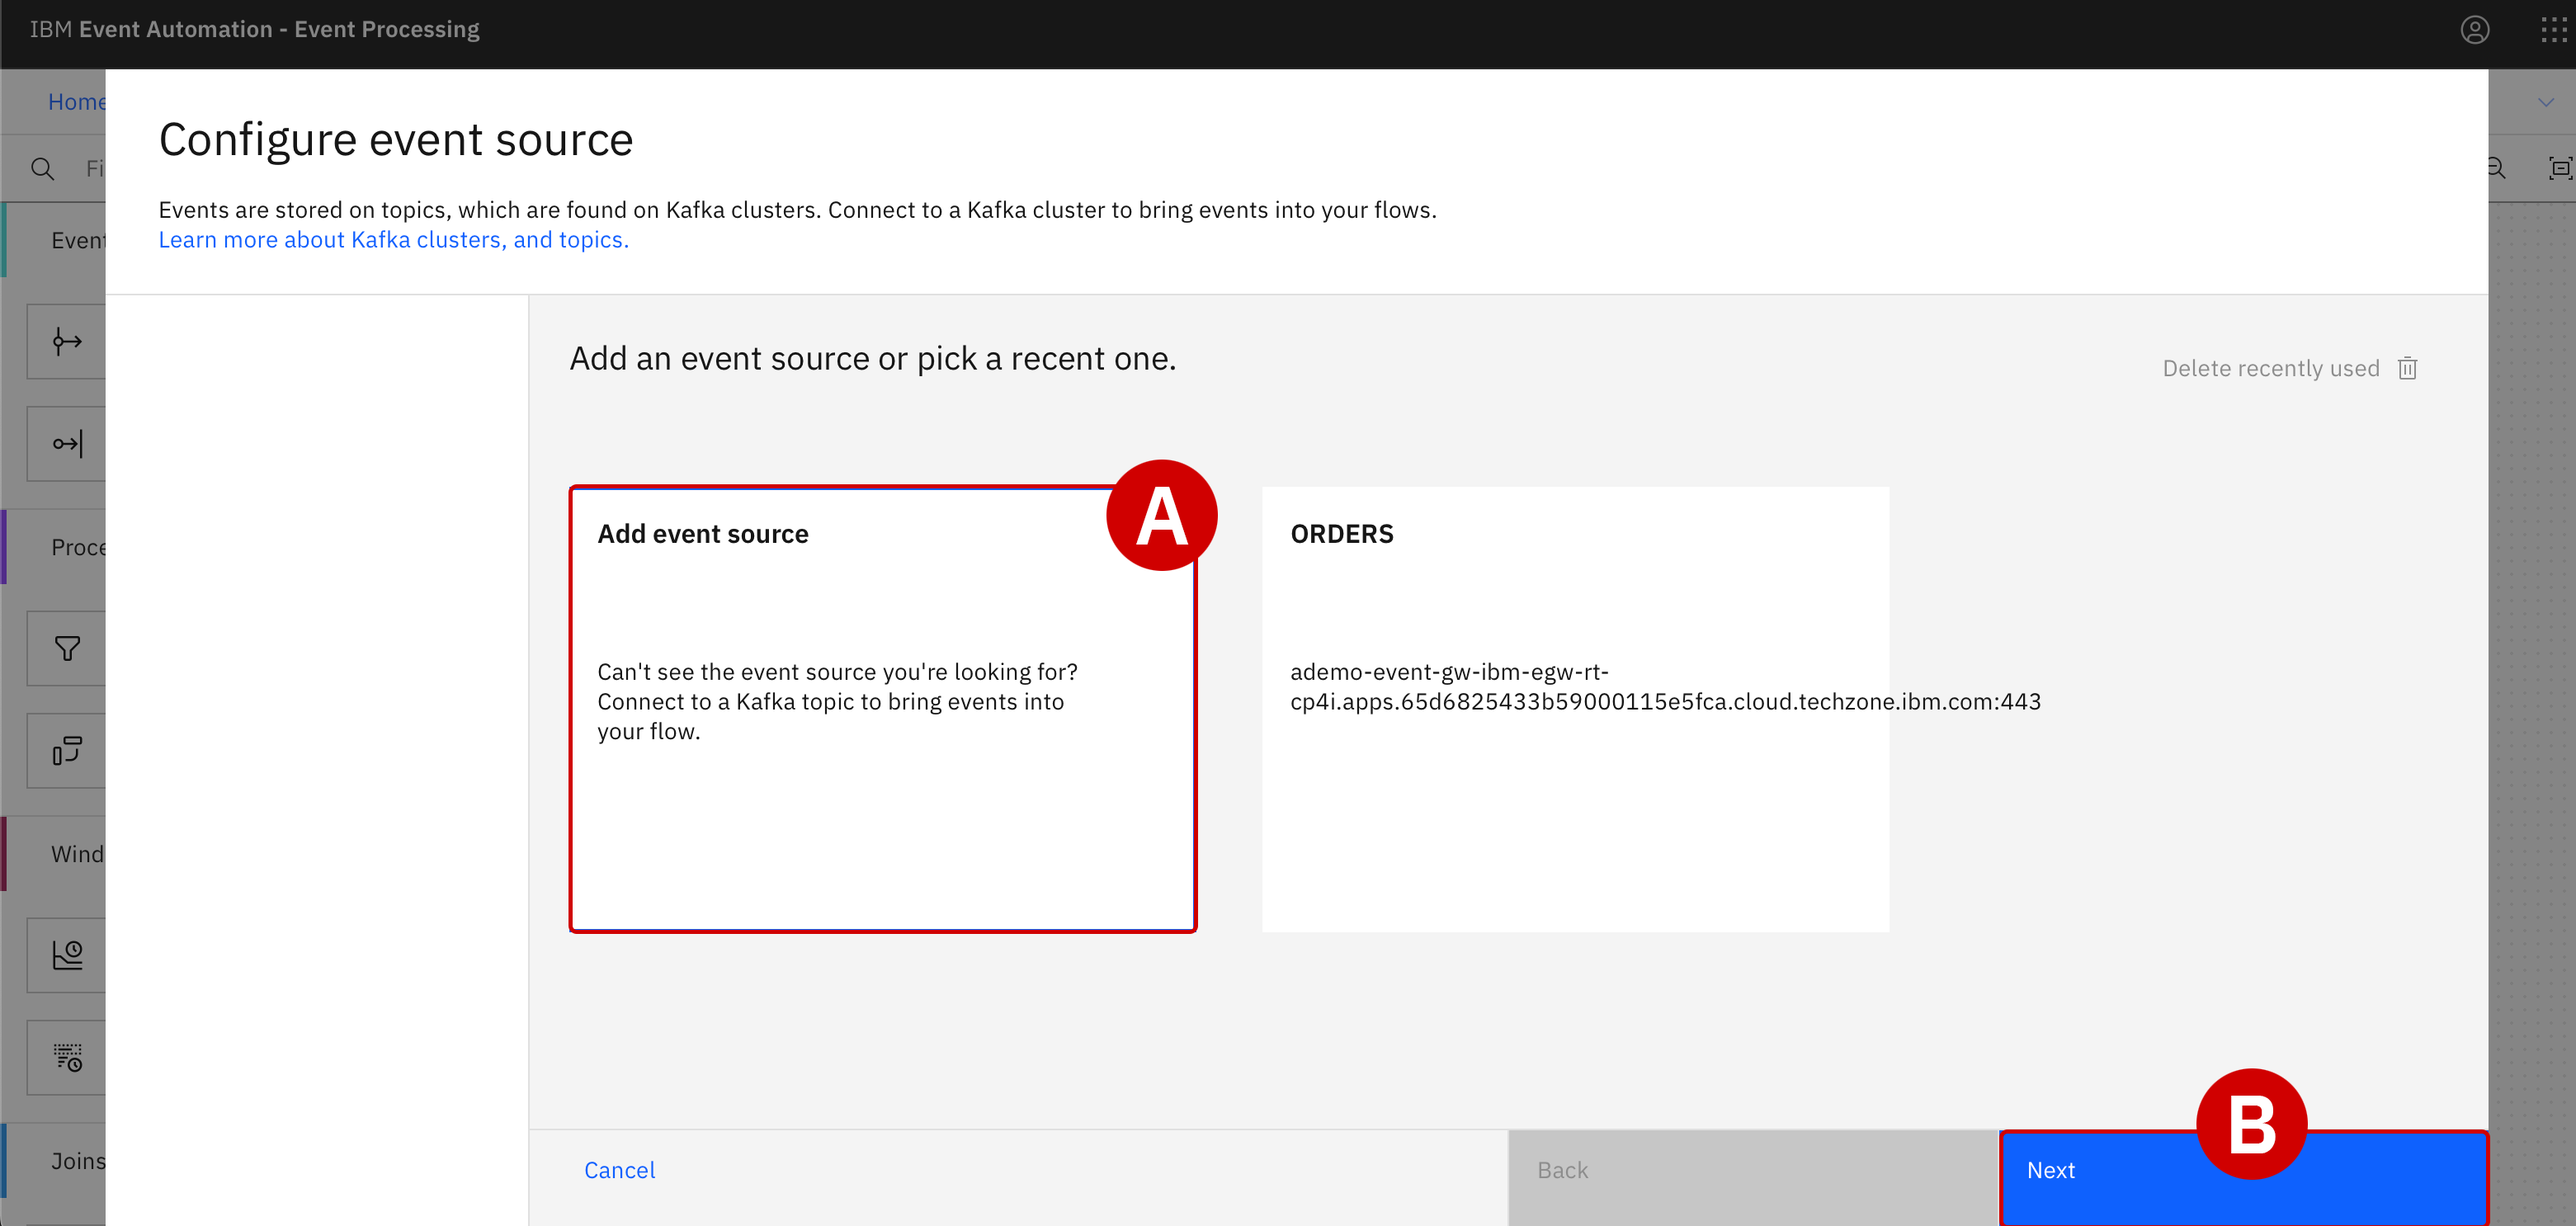 IBM Event Automation - Event Processing
Home
Fi
Configure event source
Events are stored on topics, which are found on Kafka clusters. Connect to a Kafka cluster to bring events into your flows.
Learn more about Kafka clusters, and topics.
Event
Add an event source or pick a recent one.
Delete recently used
A
Add event source
Can't see the event source you're looking for?
Connect to a Kafka topic to bring events into
your flow.
ORDERS
ademo-event-gw-ibm-egw-rt-
cp4i.apps.65d6825433b59000115e5fca.cloud.techzone.ibm.com:443
Proce
Wind
Joins
B
Cancel
Back
Next